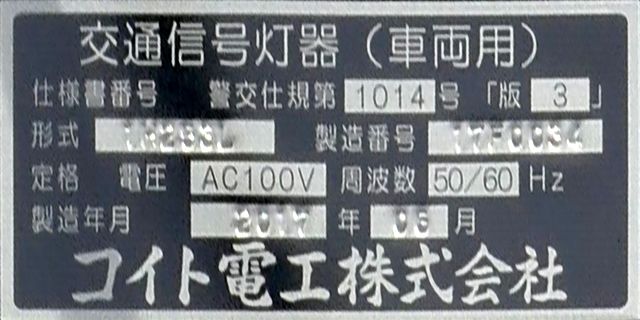 交通信号灯器（車両用）
仕様書番号 警交仕規第 1014 号 「版 3 」
形式 製造番号
定格 電圧 AC100V 周波数 50/60 Hz
製造年月 2017 年 月
コイト電工株式会社